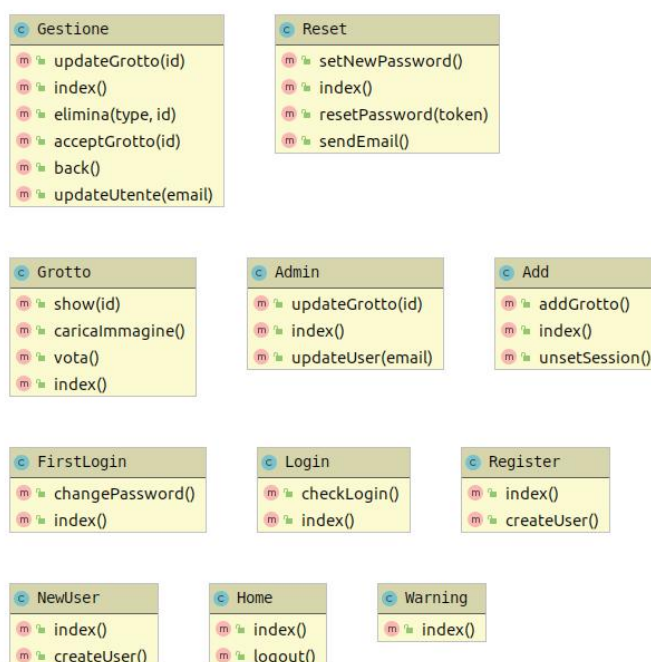 Gestione
updateGrotto(id)
index()
elimina(type, id)
acceptGrotto(id)
back()
updateUtente(email)
Reset
setNewPassword()
index()
resetPassword(token)
sendEmail()
Grotto
show(id)
caricaImmagine()
vota()
index()
Admin
updateGrotto(id)
index()
updateUser(email)
Add
addGrotto()
index()
unsetSession()
FirstLogin
changePassword()
index()
Login
checkLogin()
index()
Register
index()
createUser()
NewUser
index()
createUser()
Home
index()
logout()
Warning
index()